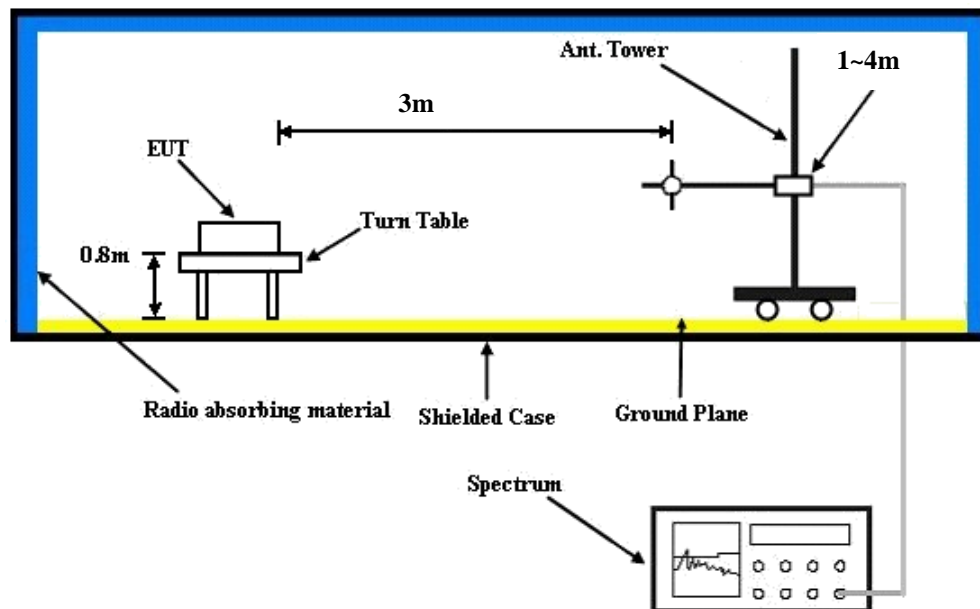 Ant. Tower
1~4m
3m
EUT
Turn Table
0.8m
Radio absorbing material
Shielded Case
Ground Plane
Spectrum